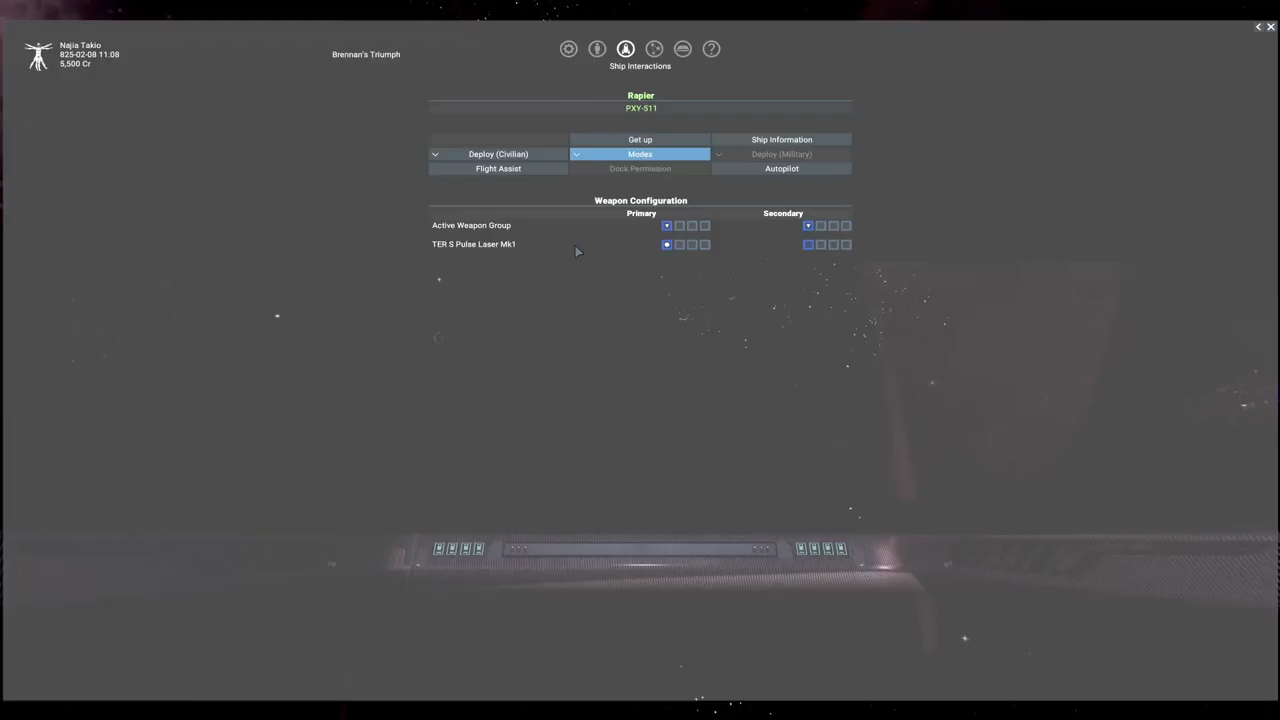 Najia Takio
825-02-08 11:08
5,500 Cr
Brennan's Triumph
Ship Interactions
Rapier
PXY-511
Get up
Ship Information
Deploy (Civilian)
Modes
Deploy (Military)
Flight Assist
Dock Permission
Autopilot
Weapon Configuration
Primary
Secondary
Active Weapon Group
TER S Pulse Laser Mk1